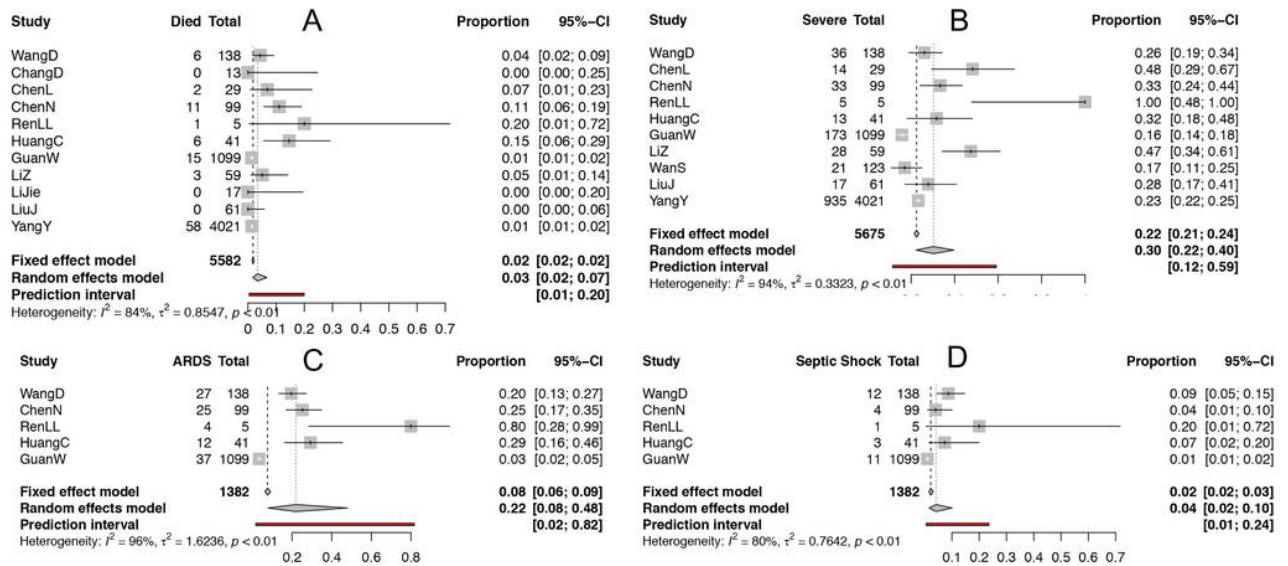 Study Died Total A Proportion 95%−CI
WangD 6 138 0.04 [0.02; 0.09]
ChangD 0 13 0.00 [0.00; 0.25]
ChenL 2 29 0.07 [0.01; 0.23]
ChenN 11 99 0.11 [0.06; 0.19]
RenLL 1 5 0.20 [0.01; 0.72]
HuangC 6 41 0.15 [0.06; 0.29]
GuanW 15 1099 0.01 [0.01; 0.02]
LiZ 3 59 0.05 [0.01; 0.14]
LiJie 0 17 0.00 [0.00; 0.20]
LiuJ 0 61 0.00 [0.00; 0.06]
YangY 58 4021 0.01 [0.01; 0.02]
Fixed effect model 5582 0.02 [0.02; 0.02]
Random effects model 0.03 [0.02; 0.07]
Prediction interval [0.01; 0.20]
Heterogeneity: I² = 84%, τ² = 0.8547, p < 0.01
0 0.1 0.2 0.3 0.4 0.5 0.6 0.7
Study Severe Total B Proportion 95%−CI
WangD 36 138 0.26 [0.19; 0.34]
ChenL 14 29 0.48 [0.29; 0.67]
ChenN 33 99 0.33 [0.24; 0.44]
RenLL 5 5 1.00 [0.48; 1.00]
HuangC 13 41 0.32 [0.18; 0.48]
GuanW 173 1099 0.16 [0.14; 0.18]
LiZ 28 59 0.47 [0.34; 0.61]
WanS 21 123 0.17 [0.11; 0.25]
LiuJ 17 61 0.28 [0.17; 0.41]
YangY 935 4021 0.23 [0.22; 0.25]
Fixed effect model 5675 0.22 [0.21; 0.24]
Random effects model 0.30 [0.22; 0.40]
Prediction interval [0.12; 0.59]
Heterogeneity: I² = 94%, τ² = 0.3323, p < 0.01
Study ARDS Total C Proportion 95%−CI
WangD 27 138 0.20 [0.13; 0.27]
ChenN 25 99 0.25 [0.17; 0.35]
RenLL 4 5 0.80 [0.28; 0.99]
HuangC 12 41 0.29 [0.16; 0.46]
GuanW 37 1099 0.03 [0.02; 0.05]
Fixed effect model 1382 0.08 [0.06; 0.09]
Random effects model 0.22 [0.08; 0.48]
Prediction interval [0.02; 0.82]
Heterogeneity: I² = 96%, τ² = 1.6236, p < 0.01
0.2 0.4 0.6 0.8
Study Septic Shock Total D Proportion 95%−CI
WangD 12 138 0.09 [0.05; 0.15]
ChenN 4 99 0.04 [0.01; 0.10]
RenLL 1 5 0.20 [0.01; 0.72]
HuangC 3 41 0.07 [0.02; 0.20]
GuanW 11 1099 0.01 [0.01; 0.02]
Fixed effect model 1382 0.02 [0.02; 0.03]
Random effects model 0.04 [0.02; 0.10]
Prediction interval [0.01; 0.24]
Heterogeneity: I² = 80%, τ² = 0.7642, p < 0.01
0.1 0.2 0.3 0.4 0.5 0.6 0.7